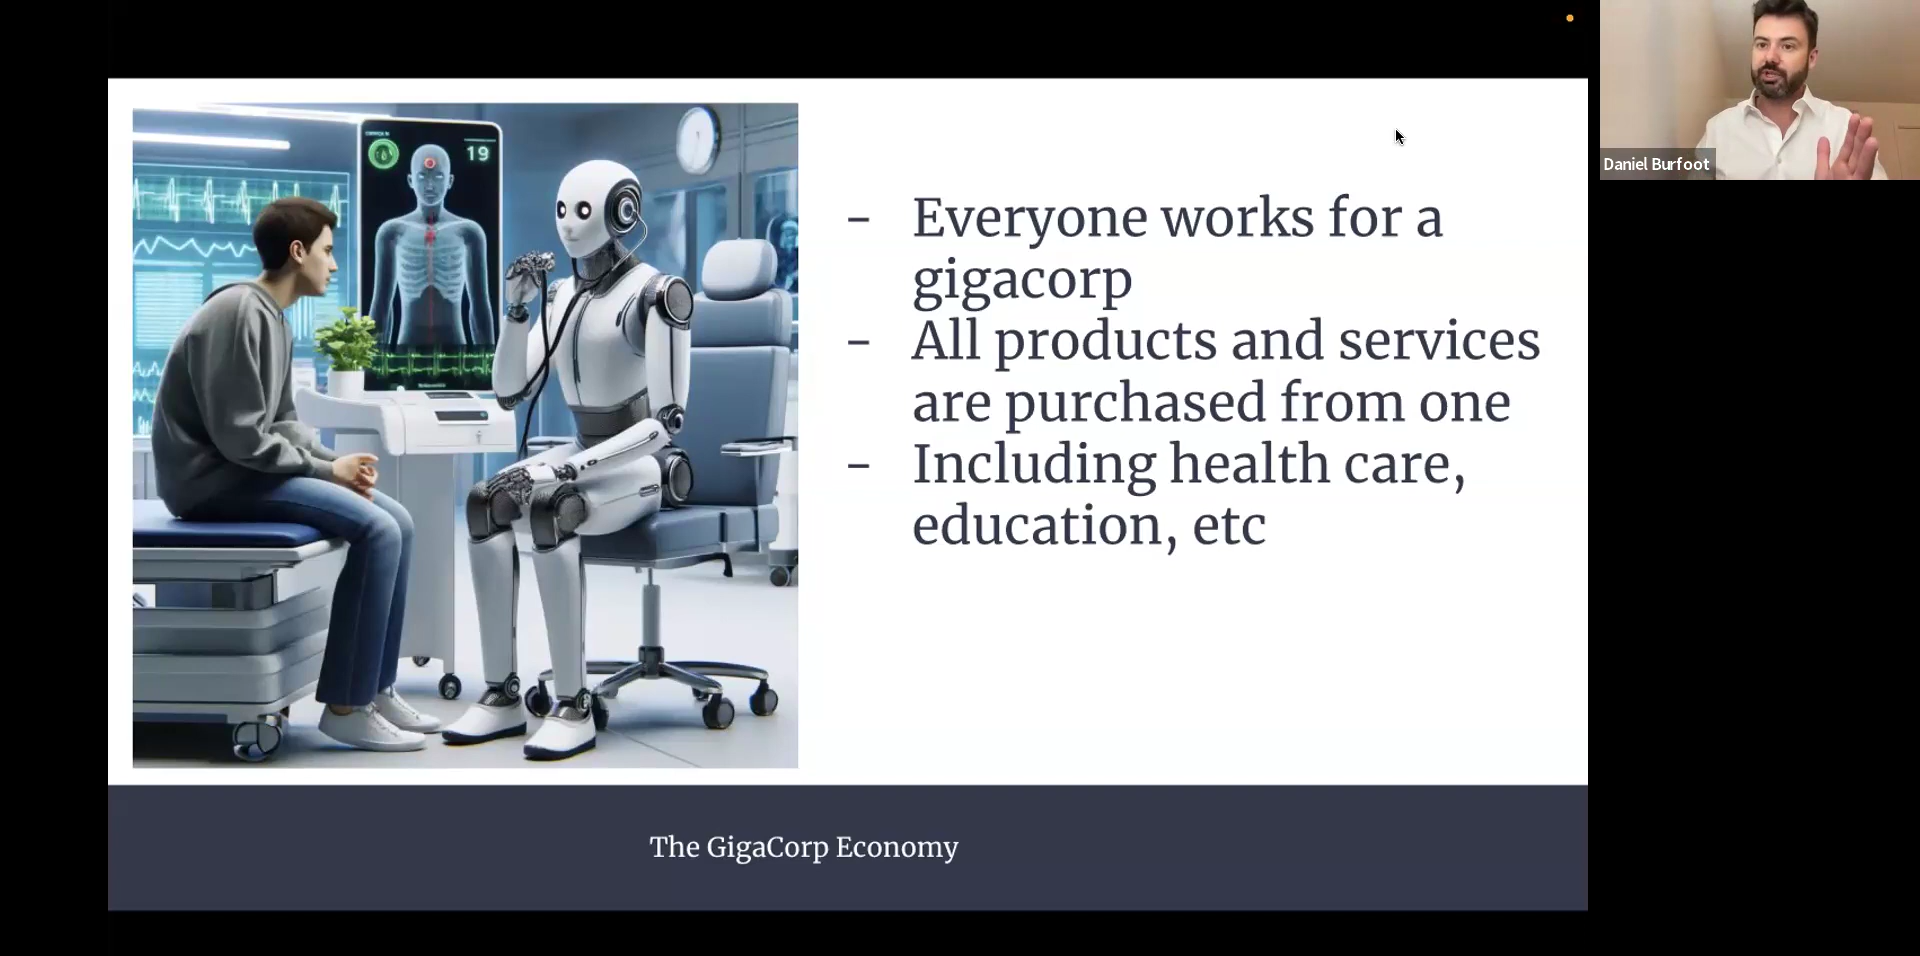 19
- Everyone works for a
gigacorp
- All products and services
are purchased from one
- Including health care,
education, etc
The GigaCorp Economy
Daniel Burfoot